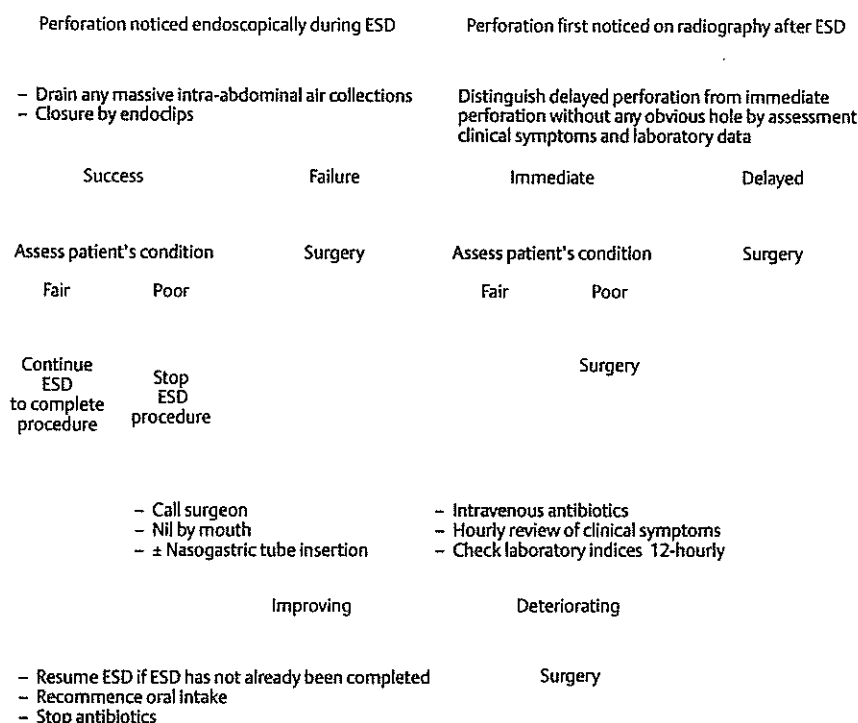 Perforation noticed endoscopically during ESD
Perforation first noticed on radiography after ESD
– Drain any massive intra-abdominal air collections
– Closure by endoclips
Distinguish delayed perforation from immediate
perforation without any obvious hole by assessment
clinical symptoms and laboratory data
Success
Failure
Immediate
Delayed
Assess patient's condition
Surgery
Assess patient's condition
Surgery
Fair
Poor
Fair
Poor
Continue
ESD
to complete
procedure
Stop
ESD
procedure
Surgery
– Call surgeon
– Nil by mouth
– ± Nasogastric tube insertion
– Intravenous antibiotics
– Hourly review of clinical symptoms
– Check laboratory indices 12-hourly
Improving
Deteriorating
– Resume ESD if ESD has not already been completed
– Recommence oral intake
– Stop antibiotics
Surgery